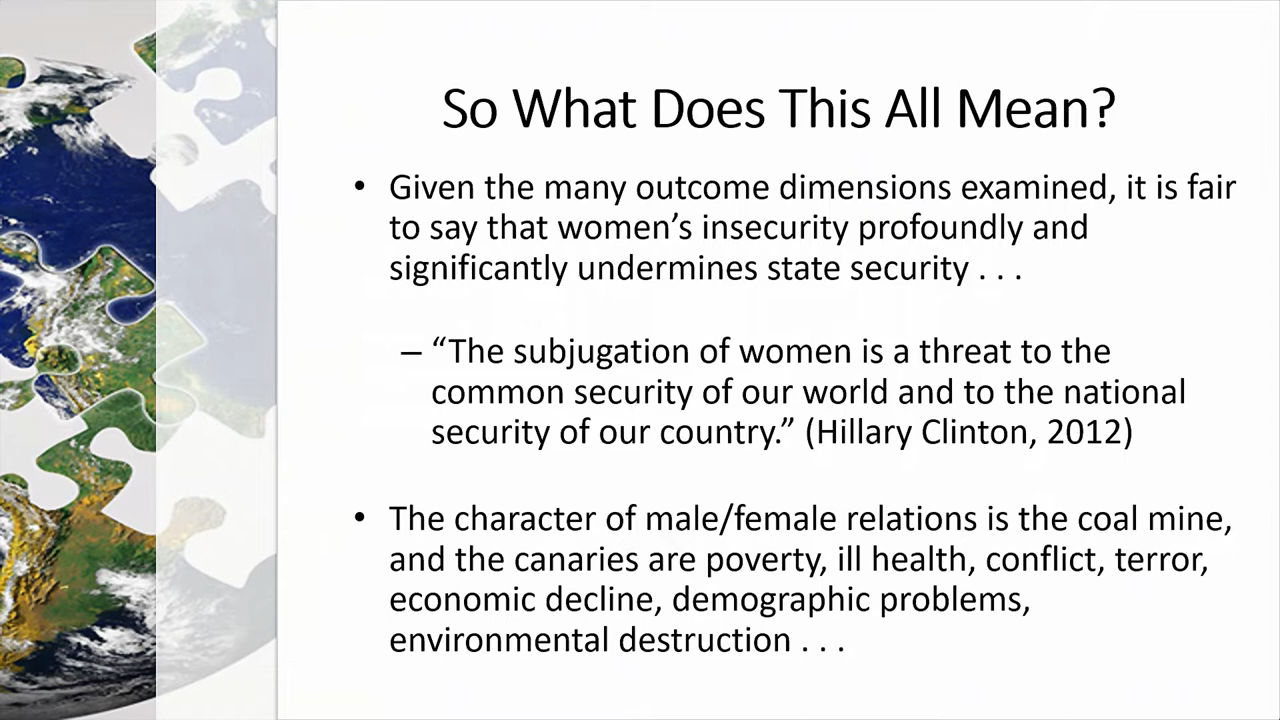 So What Does This All Mean?
• Given the many outcome dimensions examined, it is fair
to say that women’s insecurity profoundly and
significantly undermines state security . . .
– “The subjugation of women is a threat to the
common security of our world and to the national
security of our country.” (Hillary Clinton, 2012)
• The character of male/female relations is the coal mine,
and the canaries are poverty, ill health, conflict, terror,
economic decline, demographic problems,
environmental destruction . . .